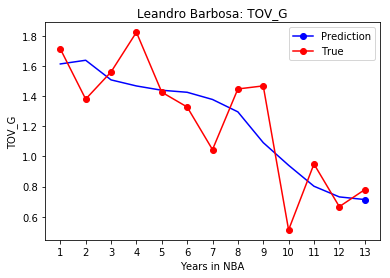 Leandro Barbosa: TOV_G
Prediction
True
TOV_G
1.8
1.6
1.4
1.2
1.0
0.8
0.6
1 2 3 4 5 6 7 8 9 10 11 12 13
Years in NBA